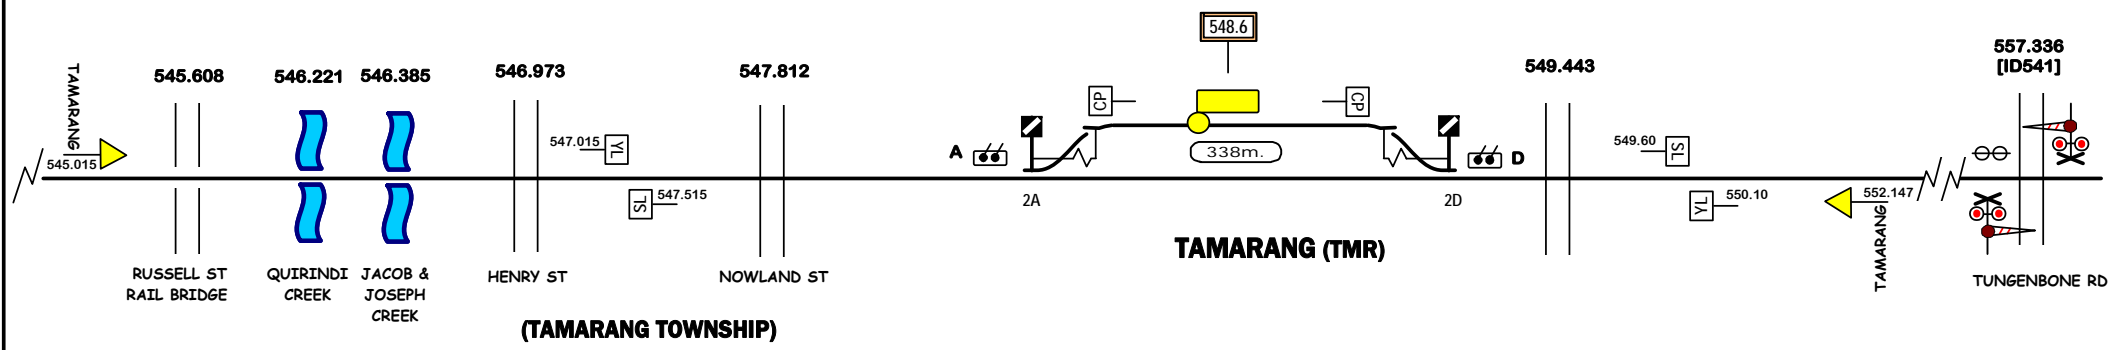 548.6
TAMARANG
545.608
546.221
546.385
546.973
547.812
549.443
557.336
[ID541]
545.015
547.015
YL
SL
547.515
A
CP
338m.
CP
D
2A
2D
549.60
SL
YL
550.10
552.147
TAMARANG
RUSSELL ST
RAIL BRIDGE
QUIRINDI
CREEK
JACOB &
JOSEPH
CREEK
HENRY ST
NOWLAND ST
TAMARANG (TMR)
TUNGENBONE RD
(TAMARANG TOWNSHIP)